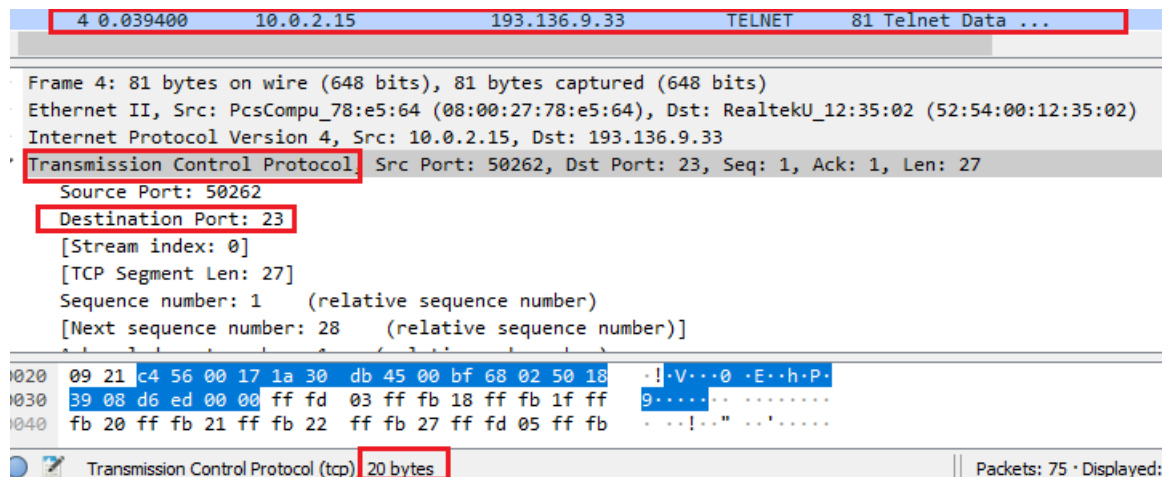 4 0.039400 10.0.2.15 193.136.9.33 TELNET 81 Telnet Data ...
Frame 4: 81 bytes on wire (648 bits), 81 bytes captured (648 bits)
Ethernet II, Src: PcsCompu_78:e5:64 (08:00:27:78:e5:64), Dst: RealtekU_12:35:02 (52:54:00:12:35:02)
Internet Protocol Version 4, Src: 10.0.2.15, Dst: 193.136.9.33
Transmission Control Protocol, Src Port: 50262, Dst Port: 23, Seq: 1, Ack: 1, Len: 27
Source Port: 50262
Destination Port: 23
[Stream index: 0]
[TCP Segment Len: 27]
Sequence number: 1 (relative sequence number)
[Next sequence number: 28 (relative sequence number)]
0020 09 21 c4 56 00 17 1a 30 db 45 00 bf 68 02 50 18 ·!·V···0 ·E··h·P·
0030 39 08 d6 ed 00 00 ff fd 03 ff fb 18 ff fb 1f ff 9······· ········
0040 fb 20 ff fb 21 ff fb 22 ff fb 27 ff fd 05 ff fb · ··!··" ··'·····
Transmission Control Protocol (tcp) 20 bytes Packets: 75 · Displayed: